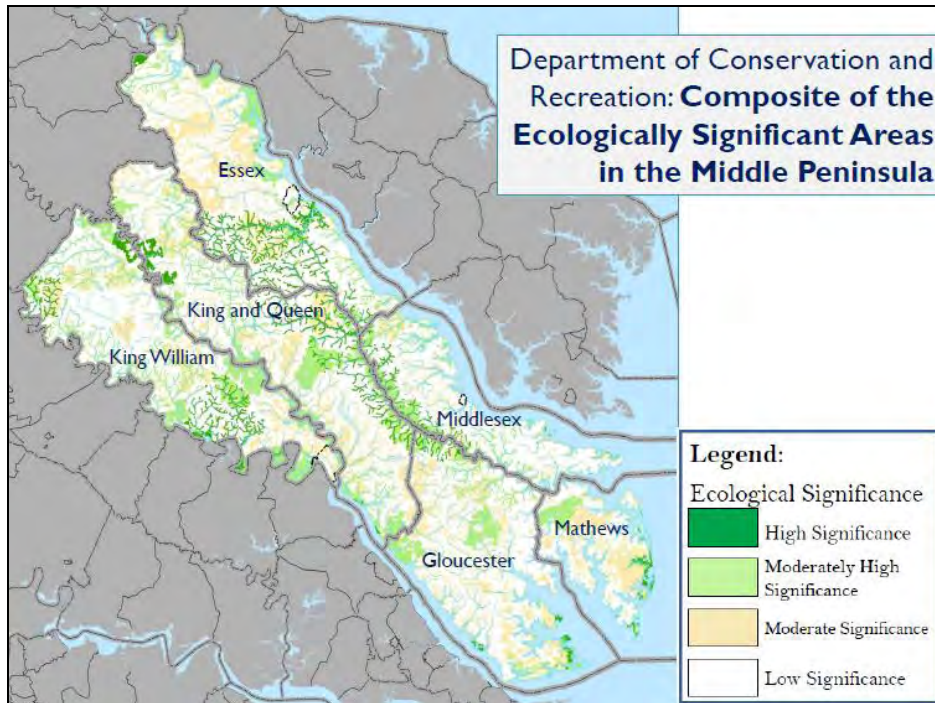 Department of Conservation and
Recreation: Composite of the
Ecologically Significant Areas
in the Middle Peninsula
Essex
King and Queen
King William
Middlesex
Mathews
Gloucester
Legend:
Ecological Significance
High Significance
Moderately High
Significance
Moderate Significance
Low Significance